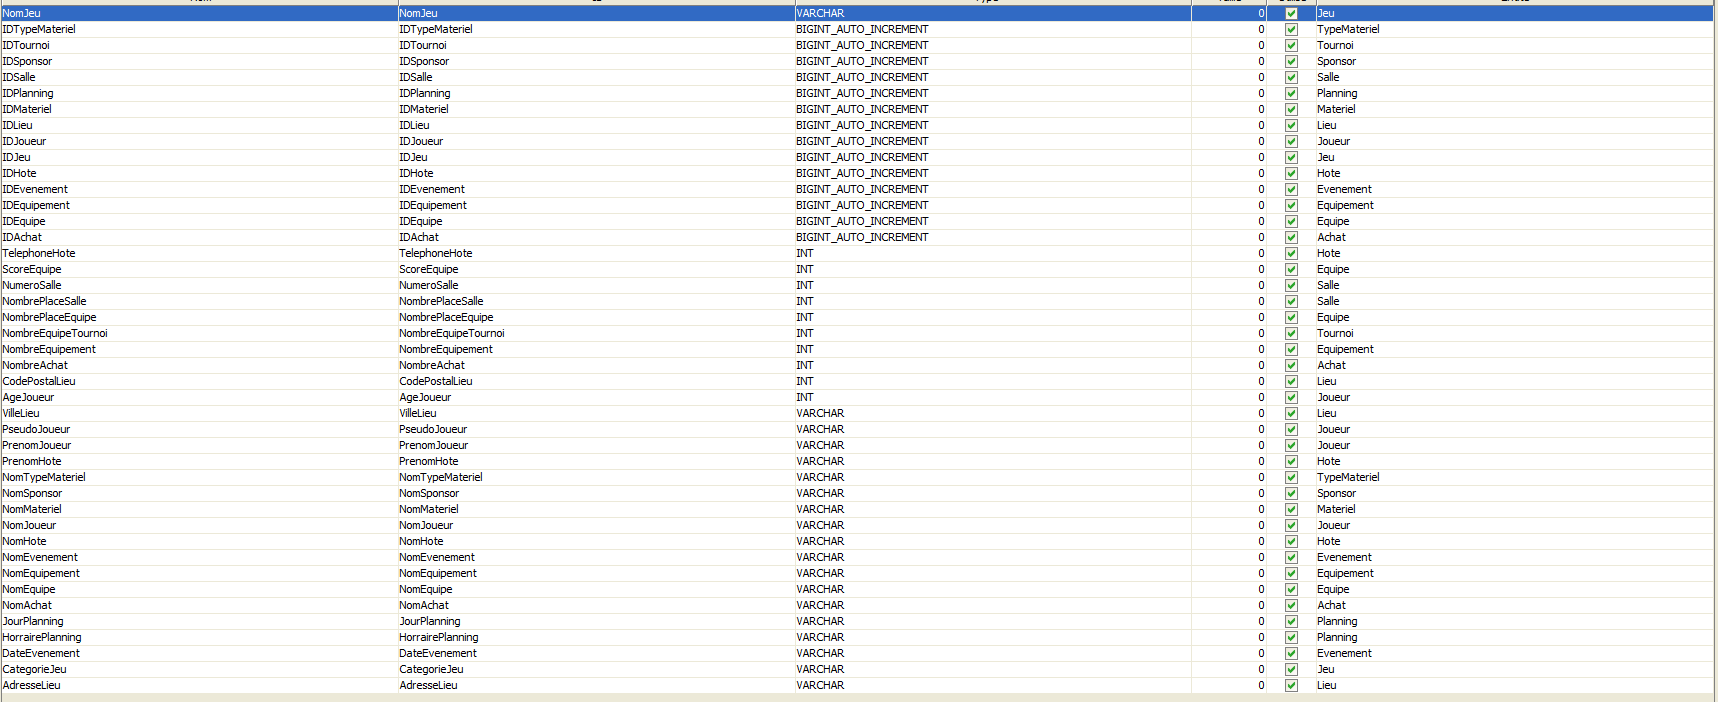 NomJeu NomJeu VARCHAR 0 Jeu
IDTypeMateriel IDTypeMateriel BIGINT_AUTO_INCREMENT 0 TypeMateriel
IDTournoi IDTournoi BIGINT_AUTO_INCREMENT 0 Tournoi
IDSponsor IDSponsor BIGINT_AUTO_INCREMENT 0 Sponsor
IDSalle IDSalle BIGINT_AUTO_INCREMENT 0 Salle
IDPlanning IDPlanning BIGINT_AUTO_INCREMENT 0 Planning
IDMateriel IDMateriel BIGINT_AUTO_INCREMENT 0 Materiel
IDLieu IDLieu BIGINT_AUTO_INCREMENT 0 Lieu
IDJoueur IDJoueur BIGINT_AUTO_INCREMENT 0 Joueur
IDJeu IDJeu BIGINT_AUTO_INCREMENT 0 Jeu
IDHote IDHote BIGINT_AUTO_INCREMENT 0 Hote
IDEvenement IDEvenement BIGINT_AUTO_INCREMENT 0 Evenement
IDEquipement IDEquipement BIGINT_AUTO_INCREMENT 0 Equipement
IDEquipe IDEquipe BIGINT_AUTO_INCREMENT 0 Equipe
IDAchat IDAchat BIGINT_AUTO_INCREMENT 0 Achat
TelephoneHote TelephoneHote INT 0 Hote
ScoreEquipe ScoreEquipe INT 0 Equipe
NumeroSalle NumeroSalle INT 0 Salle
NombrePlaceSalle NombrePlaceSalle INT 0 Salle
NombrePlaceEquipe NombrePlaceEquipe INT 0 Equipe
NombreEquipeTournoi NombreEquipeTournoi INT 0 Tournoi
NombreEquipement NombreEquipement INT 0 Equipement
NombreAchat NombreAchat INT 0 Achat
CodePostalLieu CodePostalLieu INT 0 Lieu
AgeJoueur AgeJoueur INT 0 Joueur
VilleLieu VilleLieu VARCHAR 0 Lieu
PseudoJoueur PseudoJoueur VARCHAR 0 Joueur
PrenomJoueur PrenomJoueur VARCHAR 0 Joueur
PrenomHote PrenomHote VARCHAR 0 Hote
NomTypeMateriel NomTypeMateriel VARCHAR 0 TypeMateriel
NomSponsor NomSponsor VARCHAR 0 Sponsor
NomMateriel NomMateriel VARCHAR 0 Materiel
NomJoueur NomJoueur VARCHAR 0 Joueur
NomHote NomHote VARCHAR 0 Hote
NomEvenement NomEvenement VARCHAR 0 Evenement
NomEquipement NomEquipement VARCHAR 0 Equipement
NomEquipe NomEquipe VARCHAR 0 Equipe
NomAchat NomAchat VARCHAR 0 Achat
JourPlanning JourPlanning VARCHAR 0 Planning
HorrairePlanning HorrairePlanning VARCHAR 0 Planning
DateEvenement DateEvenement VARCHAR 0 Evenement
CategorieJeu CategorieJeu VARCHAR 0 Jeu
AdresseLieu AdresseLieu VARCHAR 0 Lieu